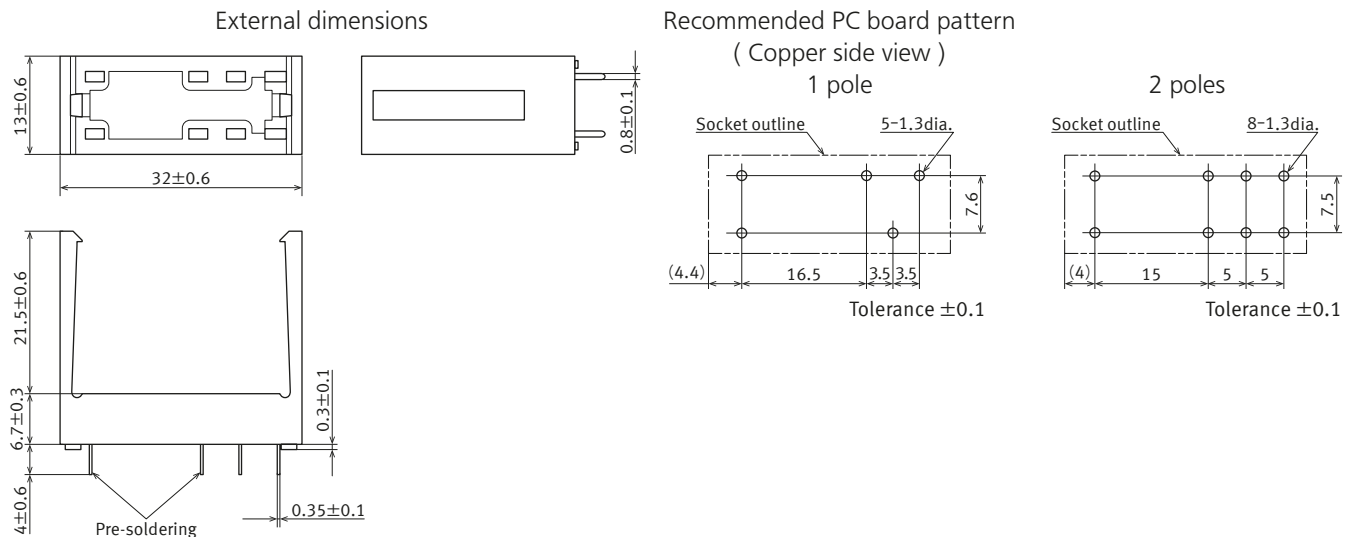 External dimensions
13±0.6
32±0.6
0.8±0.1
21.5±0.6
6.7±0.3
4±0.6
0.3±0.1
0.35±0.1
Pre-soldering
Recommended PC board pattern
( Copper side view )
1 pole
Socket outline
5-1.3dia.
7.6
(4.4)
16.5
3.5
3.5
Tolerance ±0.1
2 poles
Socket outline
8-1.3dia.
7.5
(4)
15
5
5
Tolerance ±0.1